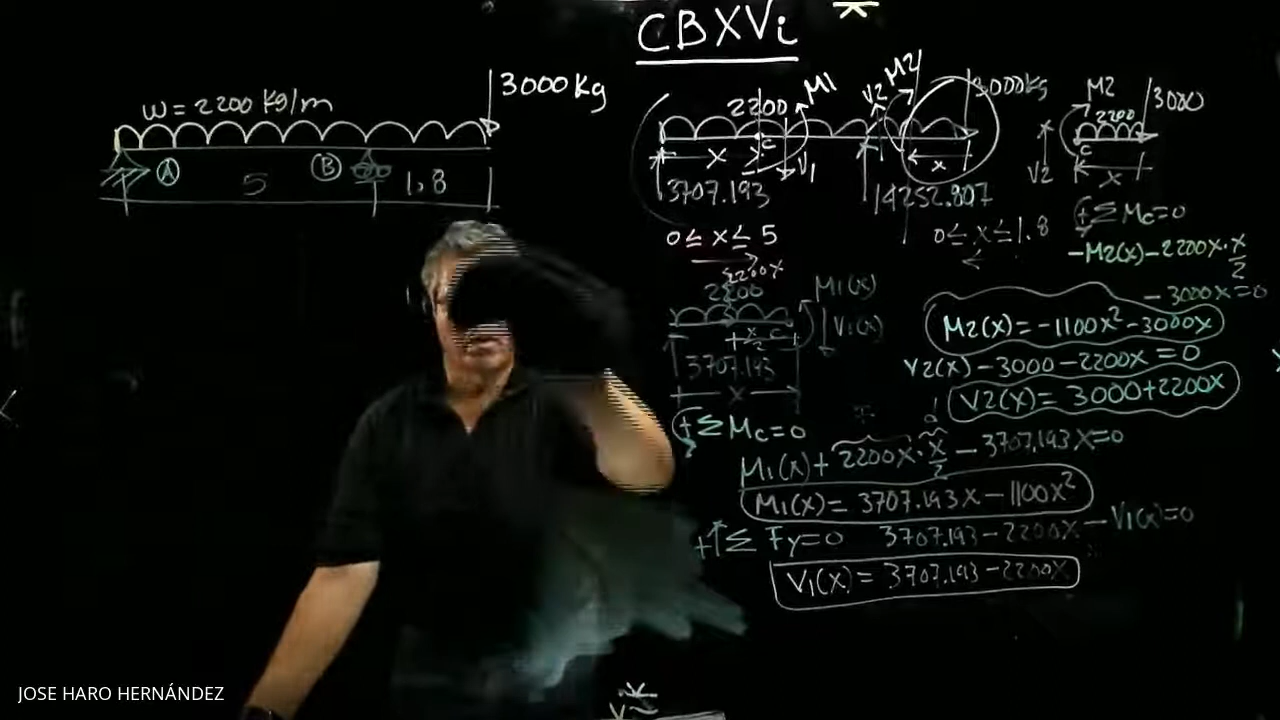 CBXVi
w = 2200 Kg/m
3000 Kg
A
B
5
1,8
2200
M1
V2
M2
3000Kg
x
c
V1
x
3707.193
14252.807
0 ≤ x ≤ 5
0 ≤ x ≤ 1.8
M2
3000
2200
c
V2
x
+ΣMc=0
-M2(x)-2200x·x/2
-3000x=0
M2(x)=-1100x²-3000x
V2(x)-3000-2200x=0
V2(x)=3000+2200x
2200x
2200
M1(x)
V1(x)
x/2
c
3707.193
x
+ΣMc=0
M1(x)+2200x·x/2-3707.193x=0
M1(x)=3707.193x-1100x²
+↑Σ Fy=0 3707.193-2200x-V1(x)=0
V1(x)=3707.193-2200x
JOSE HARO HERNÁNDEZ